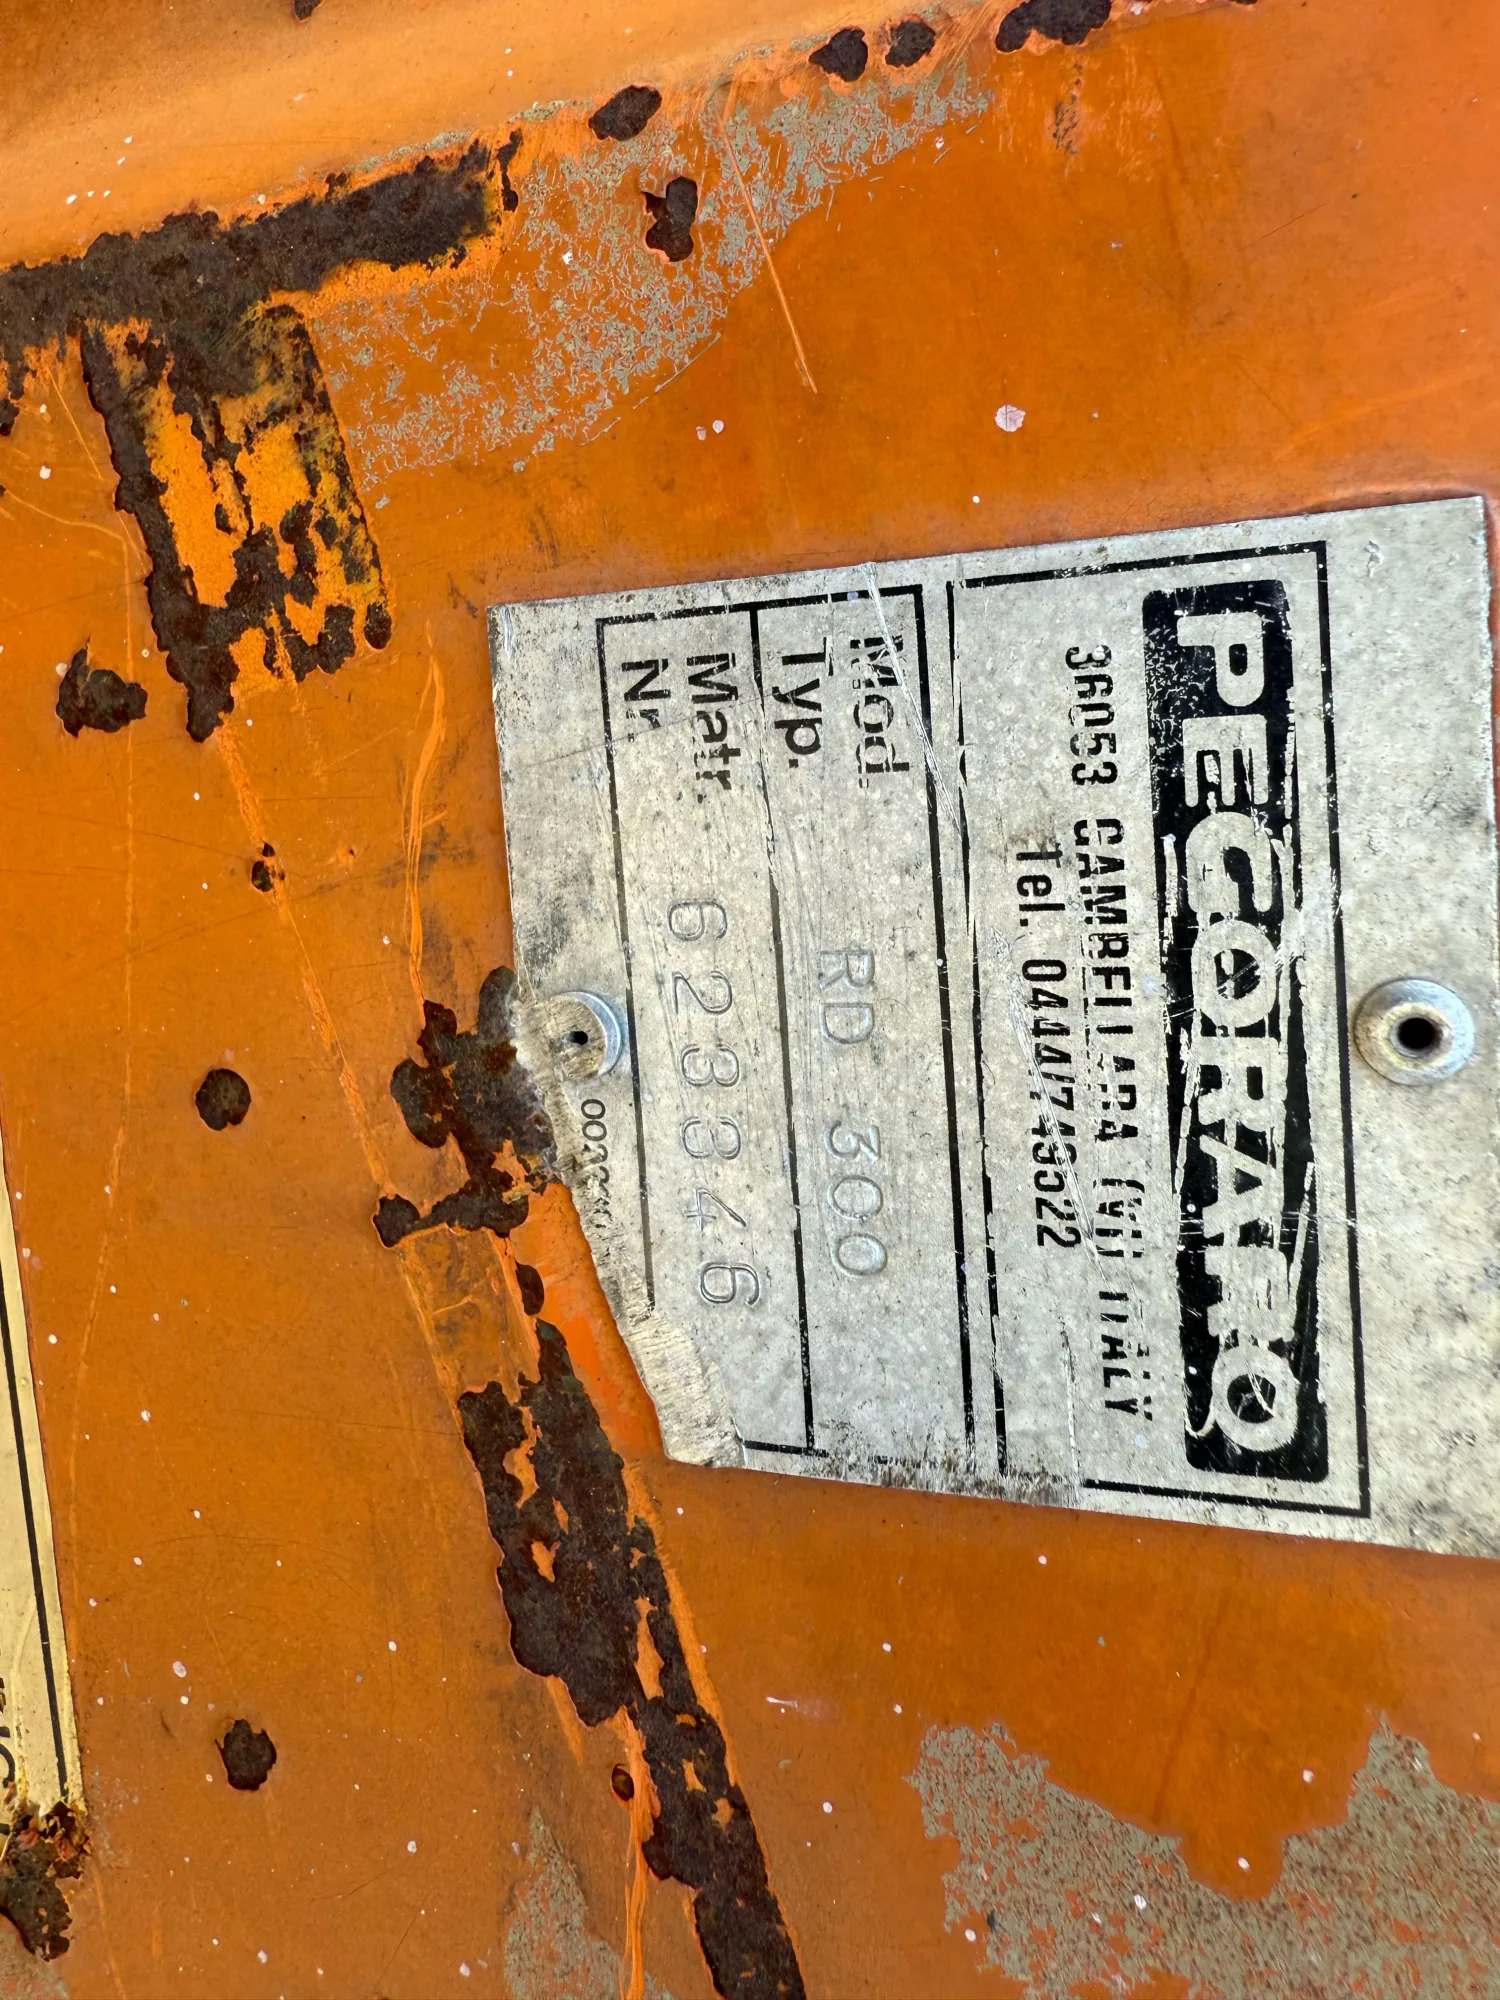 PECORARO
36053 GAMBELLARA (VI) ITALY
Tel. 0444/749522
Mod.
Typ. RD 300
Matr.
Nr. 623346